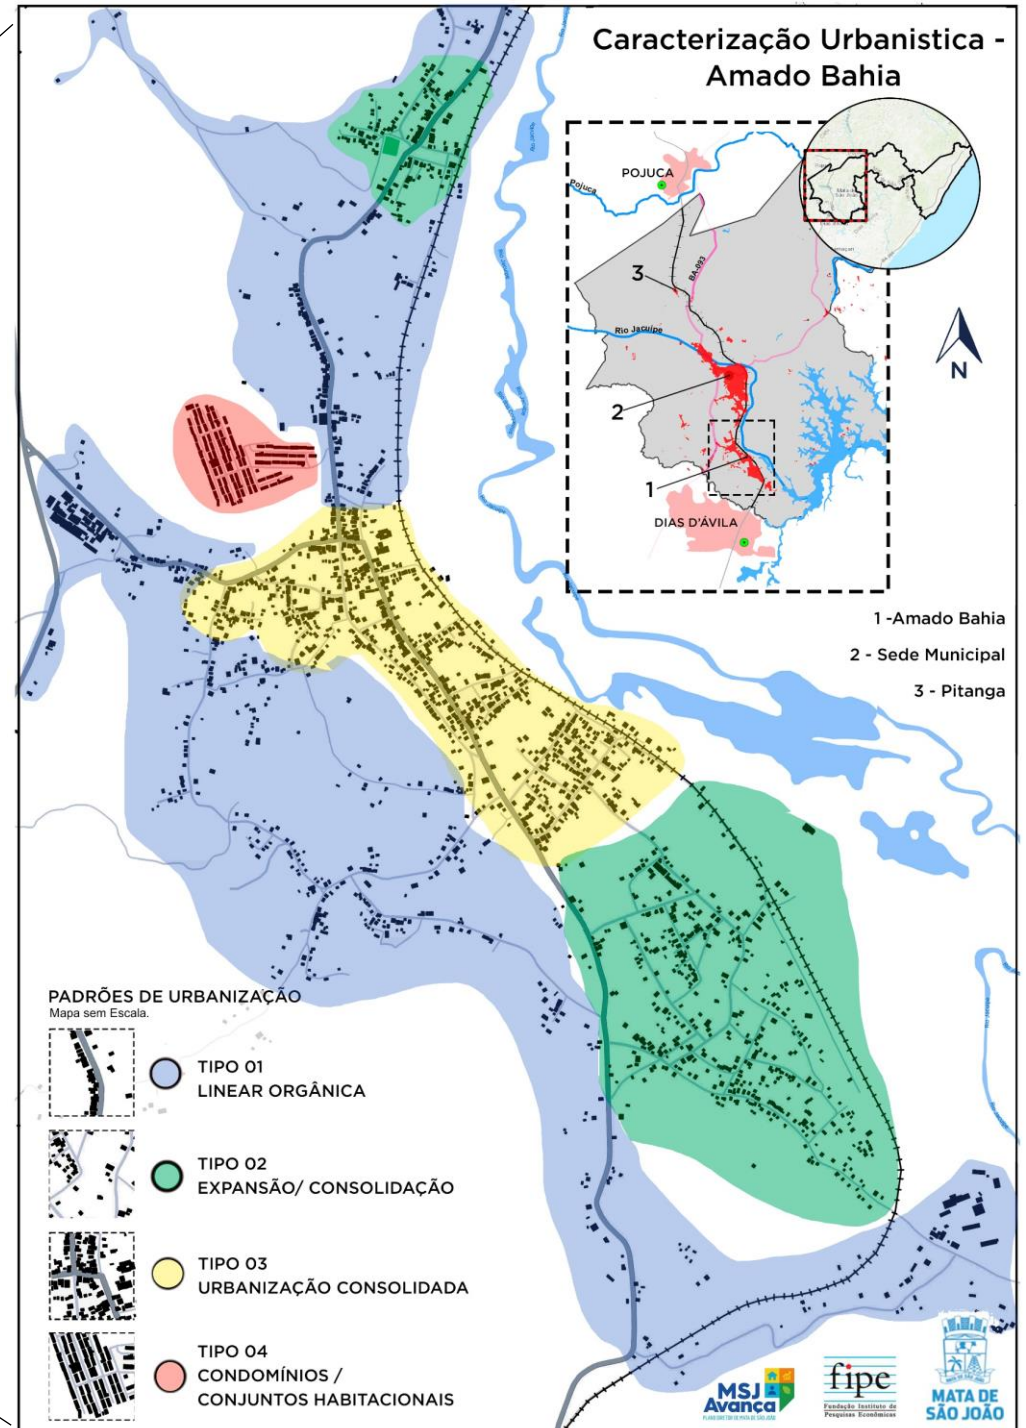 Caracterização Urbanistica -
Amado Bahia
POJUCA
Pojuca
BA-093
3
Rio Jacuípe
2
1
DIAS D'ÁVILA
N
1 -Amado Bahia
2 - Sede Municipal
3 - Pitanga
PADRÕES DE URBANIZAÇÃO
Mapa sem Escala.
TIPO 01
LINEAR ORGÂNICA
TIPO 02
EXPANSÃO/ CONSOLIDAÇÃO
TIPO 03
URBANIZAÇÃO CONSOLIDADA
TIPO 04
CONDOMÍNIOS /
CONJUNTOS HABITACIONAIS
MSJ
Avança
fipe
Fundação Instituto de
Pesquisas Econômicas
MATA DE
SÃO JOÃO